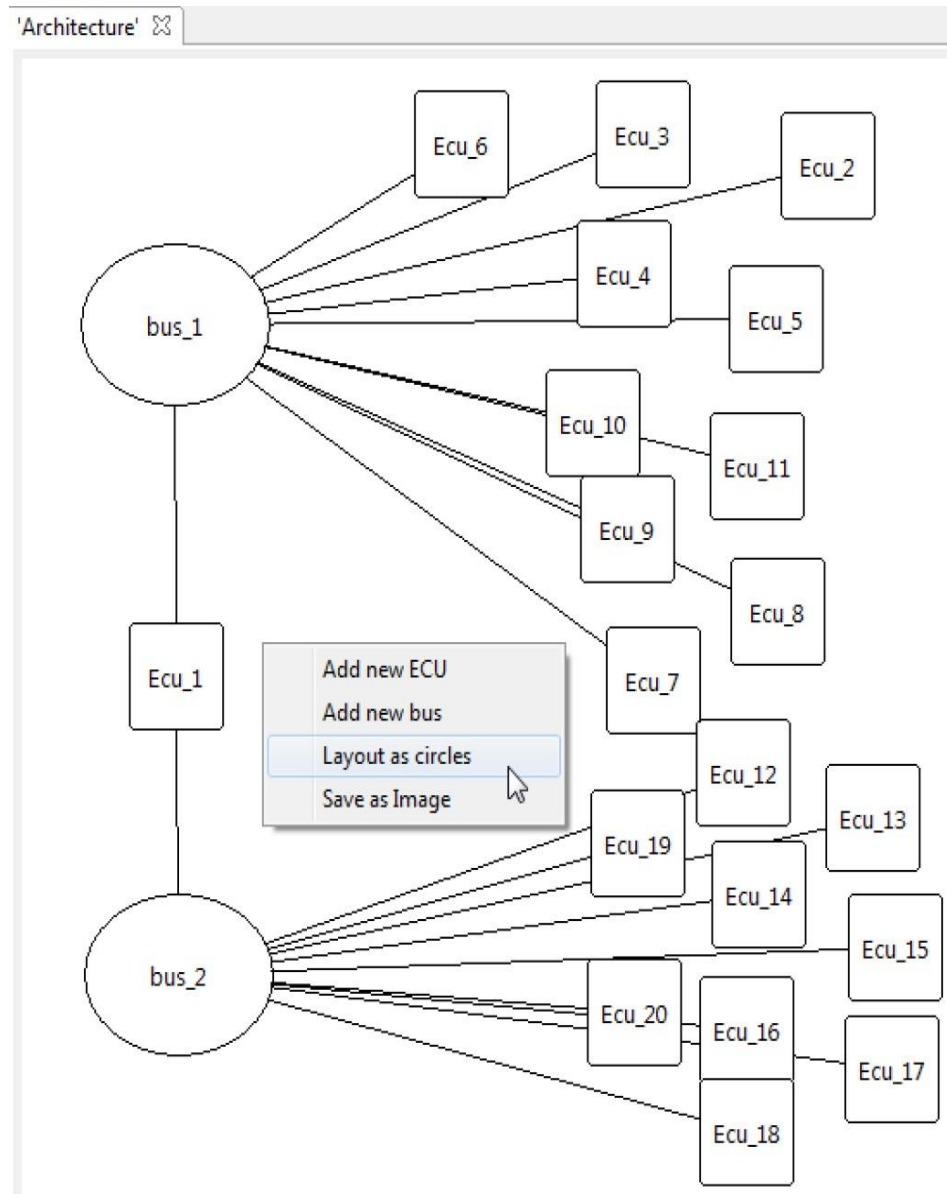 'Architecture'
Ecu_6
Ecu_3
Ecu_2
Ecu_4
bus_1
Ecu_5
Ecu_10
Ecu_11
Ecu_9
Ecu_8
Ecu_1
Ecu_7
Add new ECU
Add new bus
Layout as circles
Save as Image
Ecu_12
Ecu_13
Ecu_19
Ecu_14
bus_2
Ecu_15
Ecu_20
Ecu_16
Ecu_17
Ecu_18